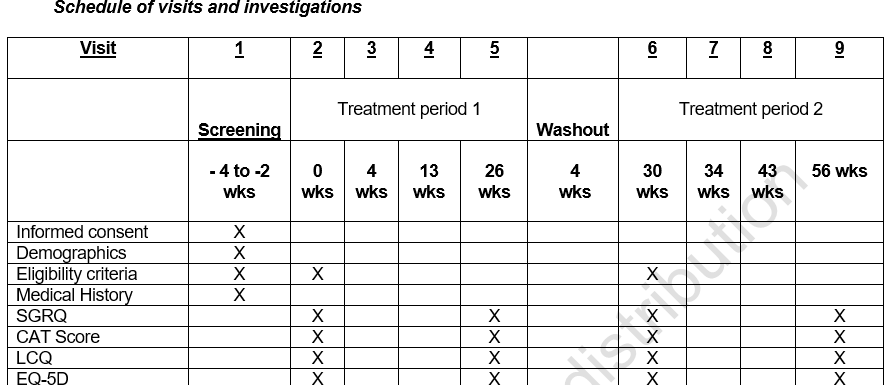 Schedule of visits and investigations
Visit 1 2 3 4 5 6 7 8 9
Screening Treatment period 1 Washout Treatment period 2
- 4 to -2 wks 0 wks 4 wks 13 wks 26 wks 4 wks 30 wks 34 wks 43 wks 56 wks
Informed consent X
Demographics X
Eligibility criteria X X X
Medical History X
SGRQ X X X X
CAT Score X X X X
LCQ X X X X
EQ-5D X X X X
distribution